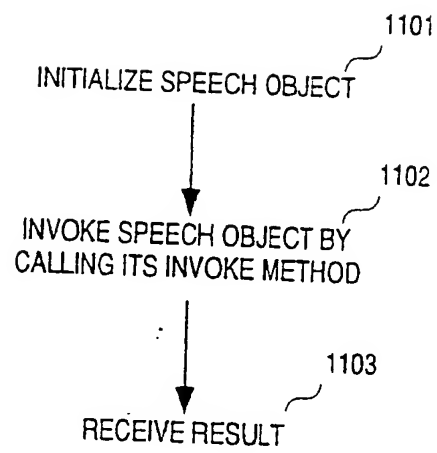 1101
INITIALIZE SPEECH OBJECT
1102
INVOKE SPEECH OBJECT BY
CALLING ITS INVOKE METHOD
1103
RECEIVE RESULT